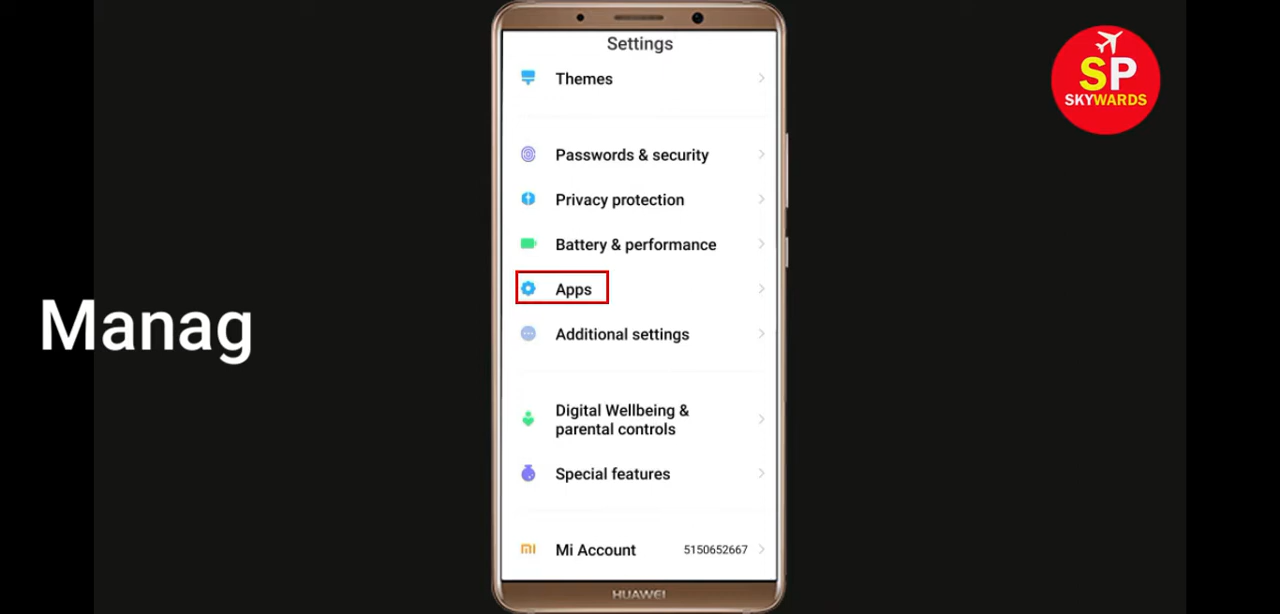 Settings
Themes
SP
SKYWARDS
Passwords & security
Privacy protection
Battery & performance
Apps
Manag
Additional settings
Digital Wellbeing &
parental controls
Special features
Mi Account 5150652667
HUAWEI